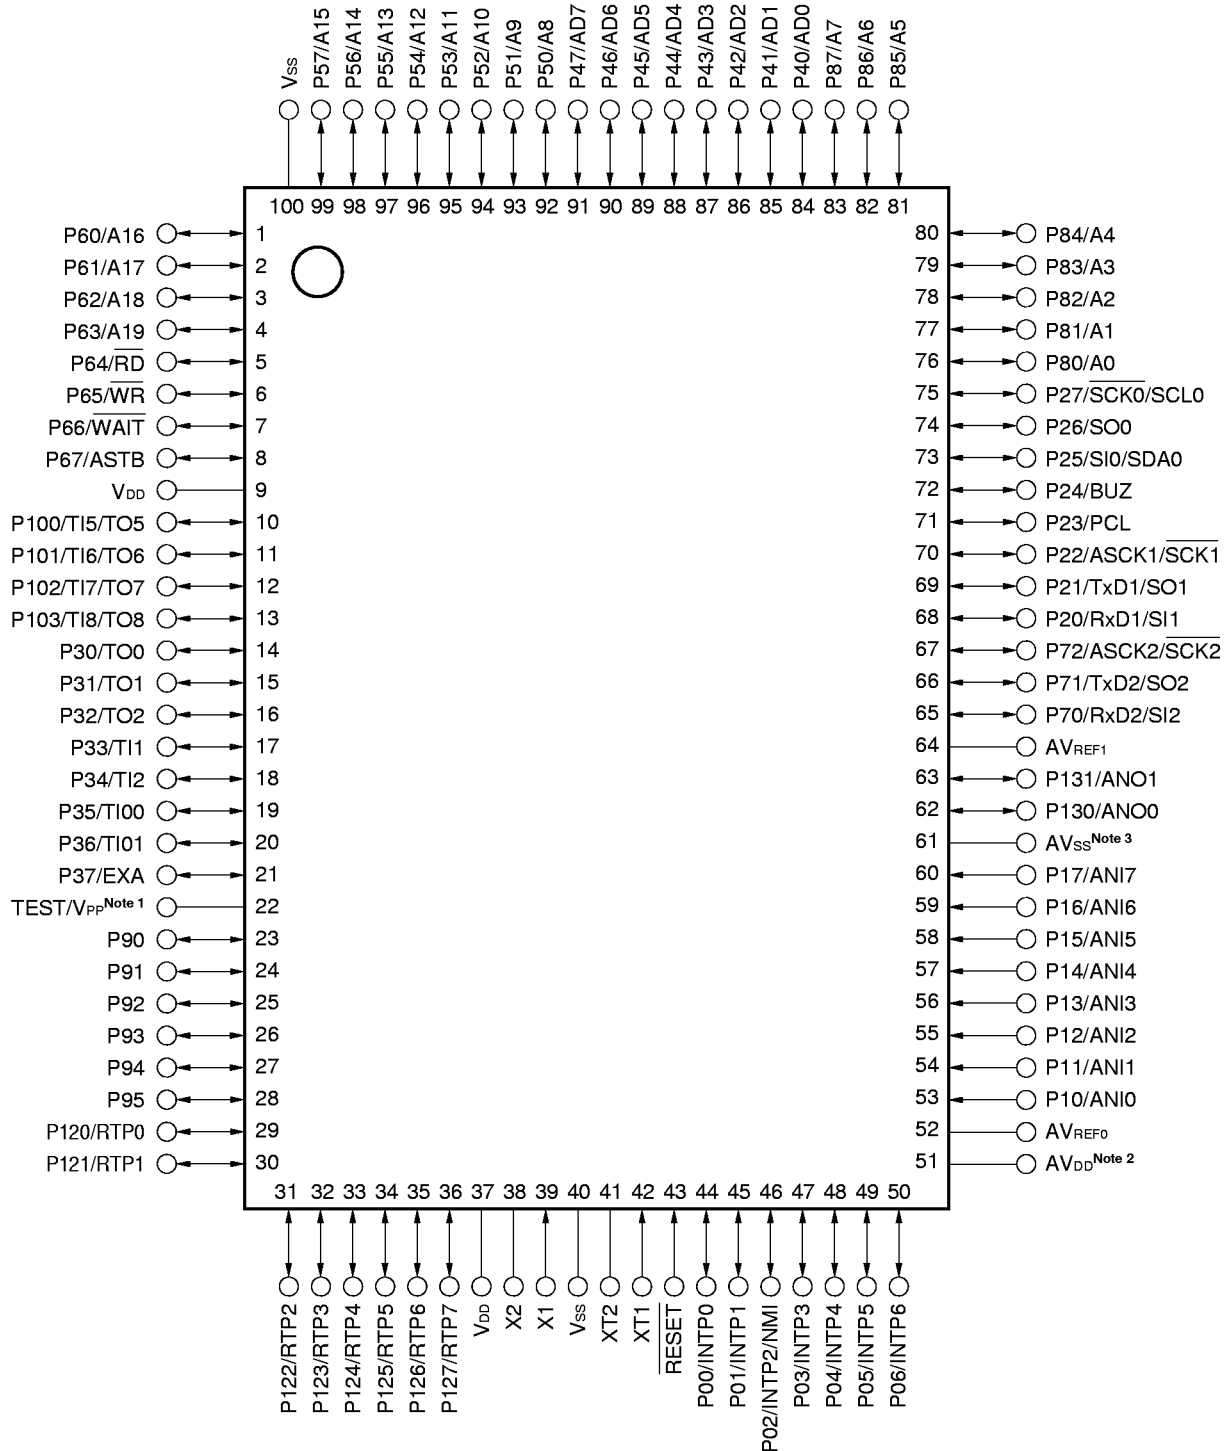 VSS
P57/A15
P56/A14
P55/A13
P54/A12
P53/A11
P52/A10
P51/A9
P50/A8
P47/AD7
P46/AD6
P45/AD5
P44/AD4
P43/AD3
P42/AD2
P41/AD1
P40/AD0
P87/A7
P86/A6
P85/A5
100 99 98 97 96 95 94 93 92 91 90 89 88 87 86 85 84 83 82 81
P60/A16 1 80 P84/A4
P61/A17 2 79 P83/A3
P62/A18 3 78 P82/A2
P63/A19 4 77 P81/A1
P64/R̅D̅ 5 76 P80/A0
P65/W̅R̅ 6 75 P27/S̅C̅K̅0̅/SCL0
P66/W̅A̅I̅T̅ 7 74 P26/SO0
P67/ASTB 8 73 P25/SI0/SDA0
VDD 9 72 P24/BUZ
P100/TI5/TO5 10 71 P23/PCL
P101/TI6/TO6 11 70 P22/ASCK1/S̅C̅K̅1̅
P102/TI7/TO7 12 69 P21/TxD1/SO1
P103/TI8/TO8 13 68 P20/RxD1/SI1
P30/TO0 14 67 P72/ASCK2/S̅C̅K̅2̅
P31/TO1 15 66 P71/TxD2/SO2
P32/TO2 16 65 P70/RxD2/SI2
P33/TI1 17 64 AVREF1
P34/TI2 18 63 P131/ANO1
P35/TI00 19 62 P130/ANO0
P36/TI01 20 61 AVSS Note 3
P37/EXA 21 60 P17/ANI7
TEST/VPP Note 1 22 59 P16/ANI6
P90 23 58 P15/ANI5
P91 24 57 P14/ANI4
P92 25 56 P13/ANI3
P93 26 55 P12/ANI2
P94 27 54 P11/ANI1
P95 28 53 P10/ANI0
P120/RTP0 29 52 AVREF0
P121/RTP1 30 51 AVDD Note 2
31 32 33 34 35 36 37 38 39 40 41 42 43 44 45 46 47 48 49 50
P122/RTP2
P123/RTP3
P124/RTP4
P125/RTP5
P126/RTP6
P127/RTP7
VDD
X2
X1
VSS
XT2
XT1
R̅E̅S̅E̅T̅
P00/INTP0
P01/INTP1
P02/INTP2/NMI
P03/INTP3
P04/INTP4
P05/INTP5
P06/INTP6